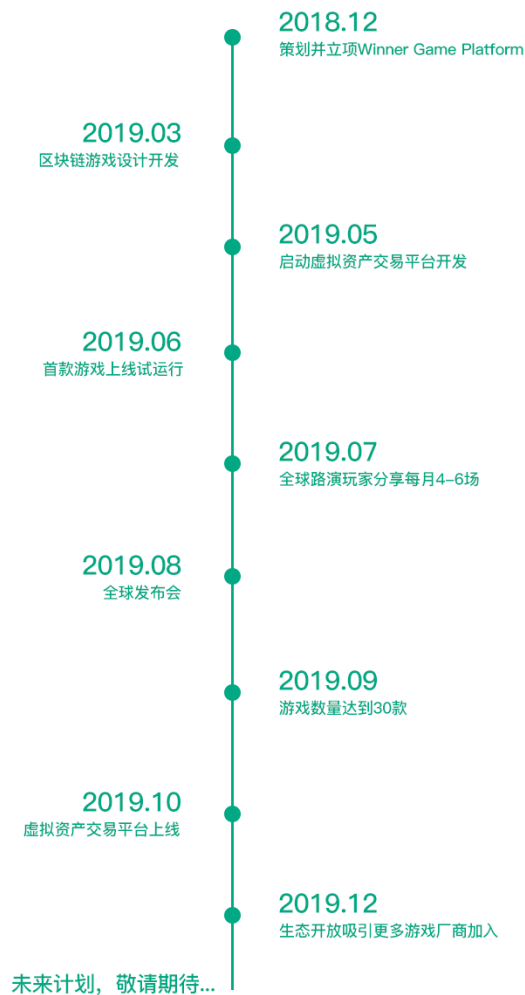 2018.12
策划并立项Winner Game Platform
2019.03
区块链游戏设计开发
2019.05
启动虚拟资产交易平台开发
2019.06
首款游戏上线试运行
2019.07
全球路演玩家分享每月4-6场
2019.08
全球发布会
2019.09
游戏数量达到30款
2019.10
虚拟资产交易平台上线
2019.12
生态开放吸引更多游戏厂商加入
未来计划，敬请期待...